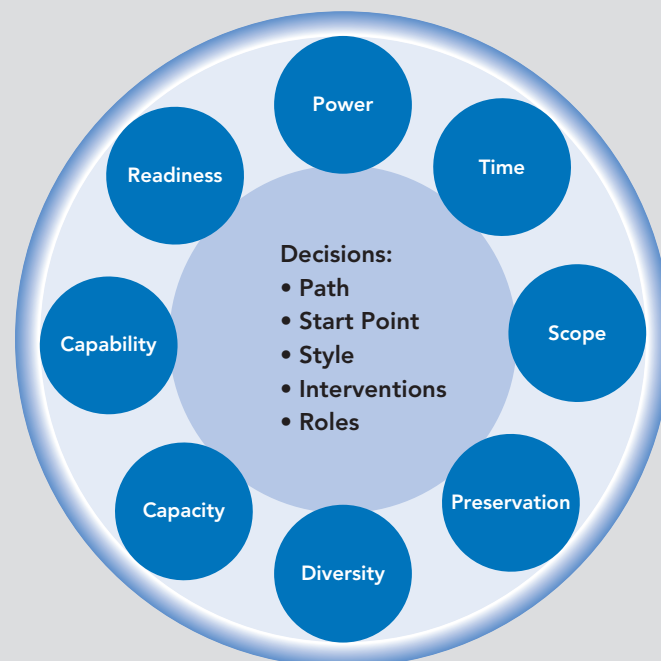 Power
Time
Scope
Preservation
Diversity
Capacity
Capability
Readiness
Decisions:
• Path
• Start Point
• Style
• Interventions
• Roles